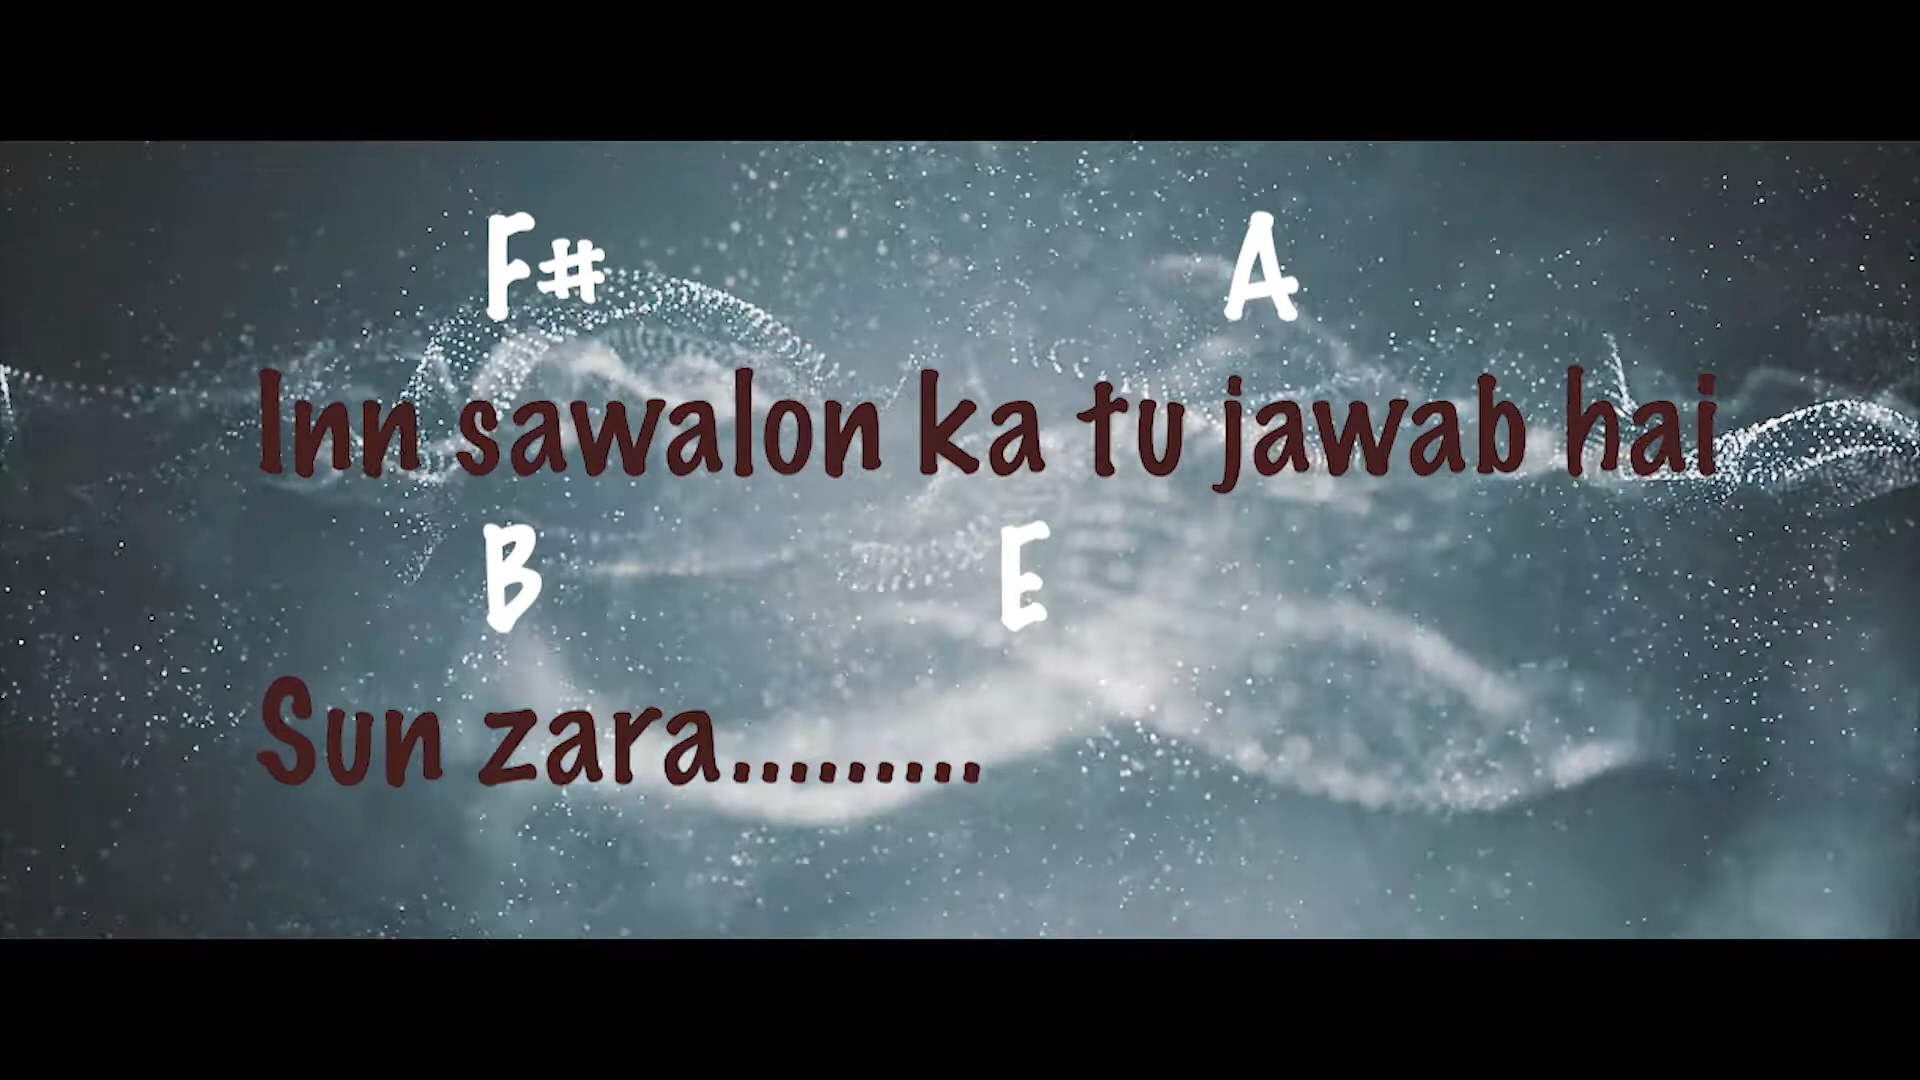 F# A
Inn sawalon ka tu jawab hai
B E
Sun zara.........